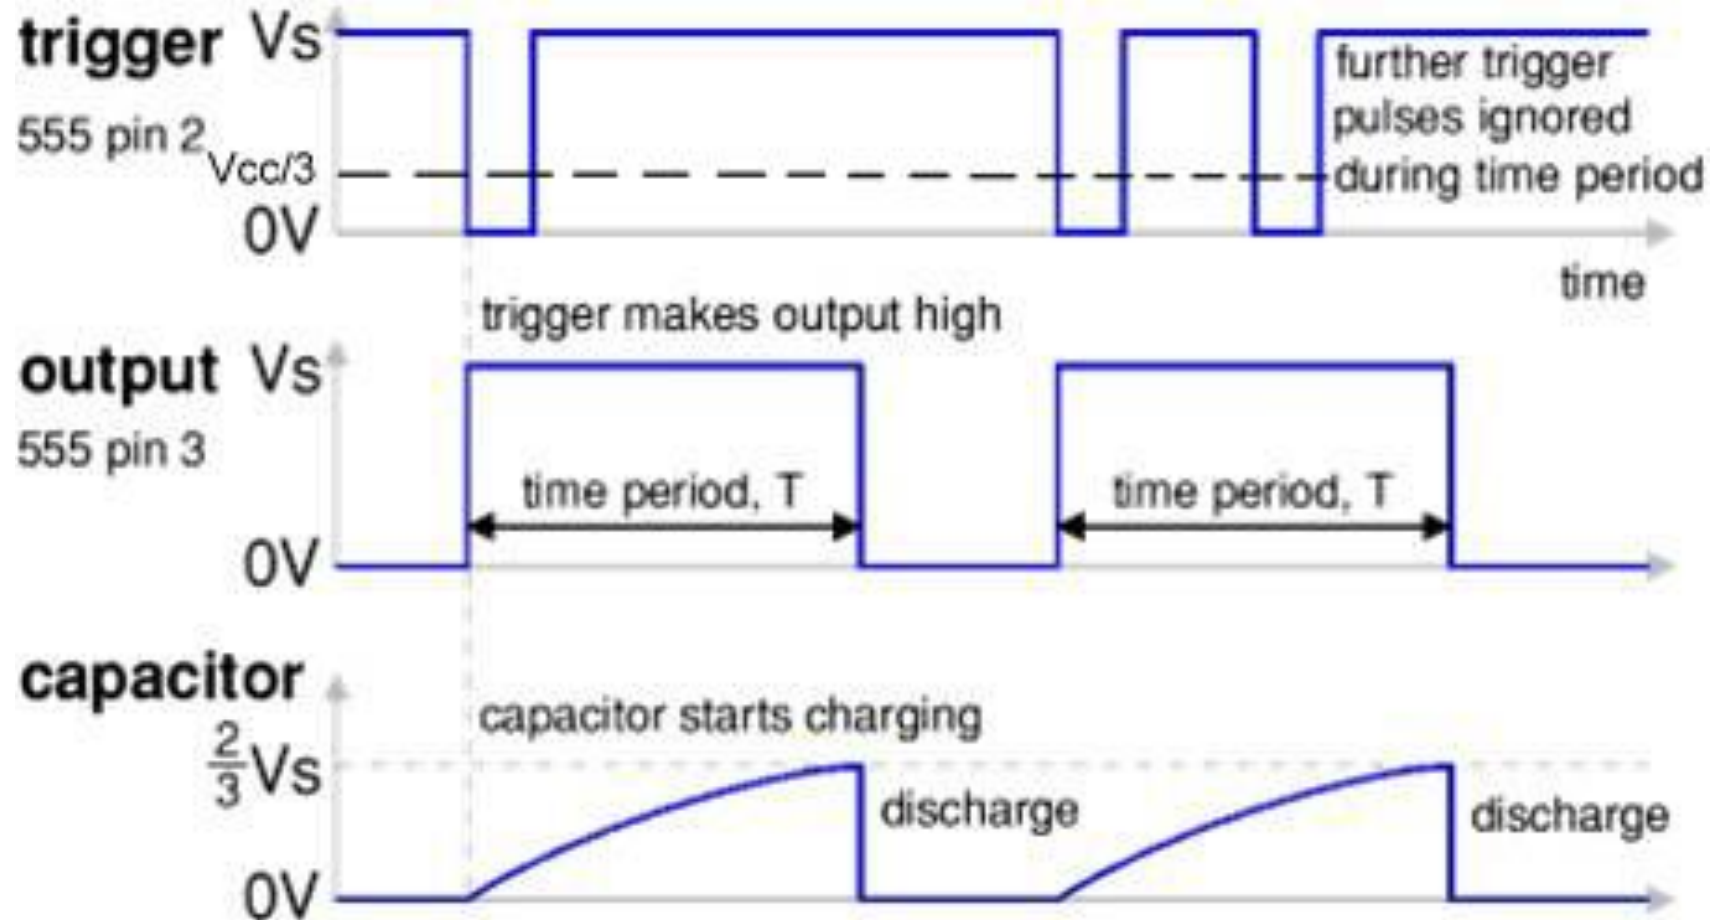 trigger Vs
555 pin 2
Vcc/3
0V
further trigger
pulses ignored
during time period
time
trigger makes output high
output Vs
555 pin 3
time period, T
time period, T
0V
capacitor
capacitor starts charging
2/3 Vs
discharge
discharge
0V